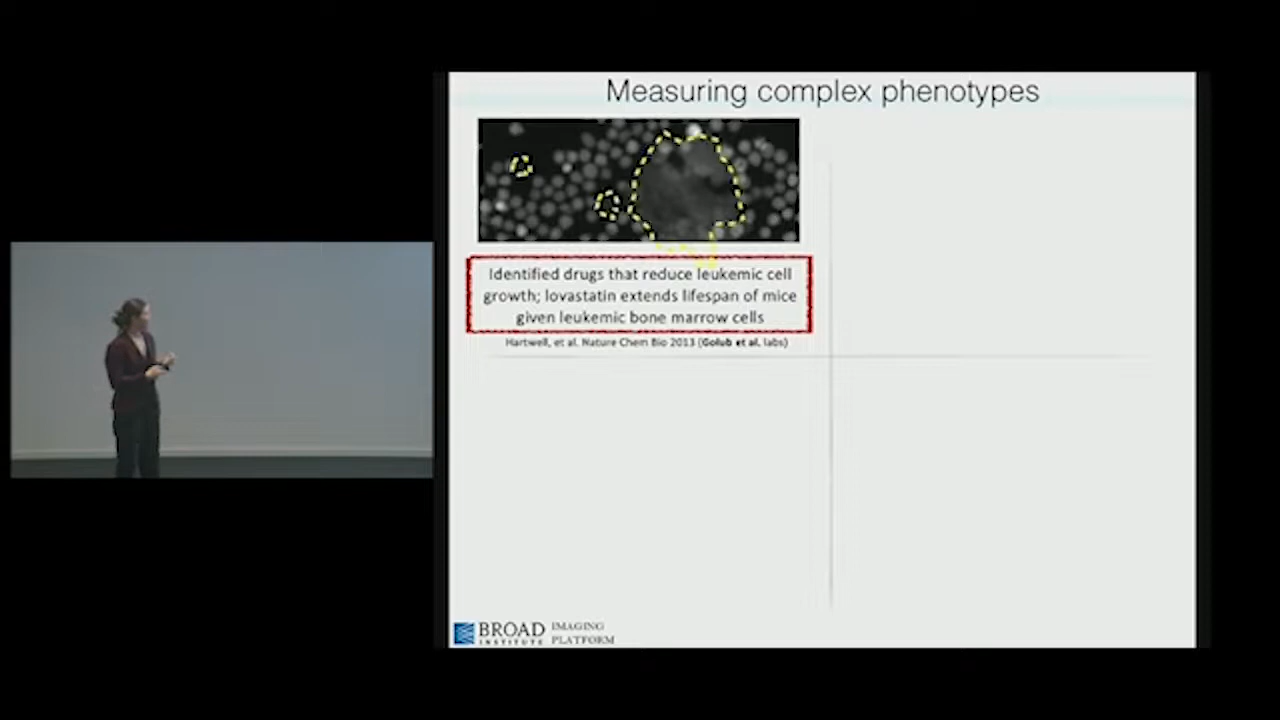 Measuring complex phenotypes
Identified drugs that reduce leukemic cell
growth; lovastatin extends lifespan of mice
given leukemic bone marrow cells
Hartwell, et al. Nature Chem Bio 2013 (Golub et al. labs)
BROAD
INSTITUTE
IMAGING
PLATFORM